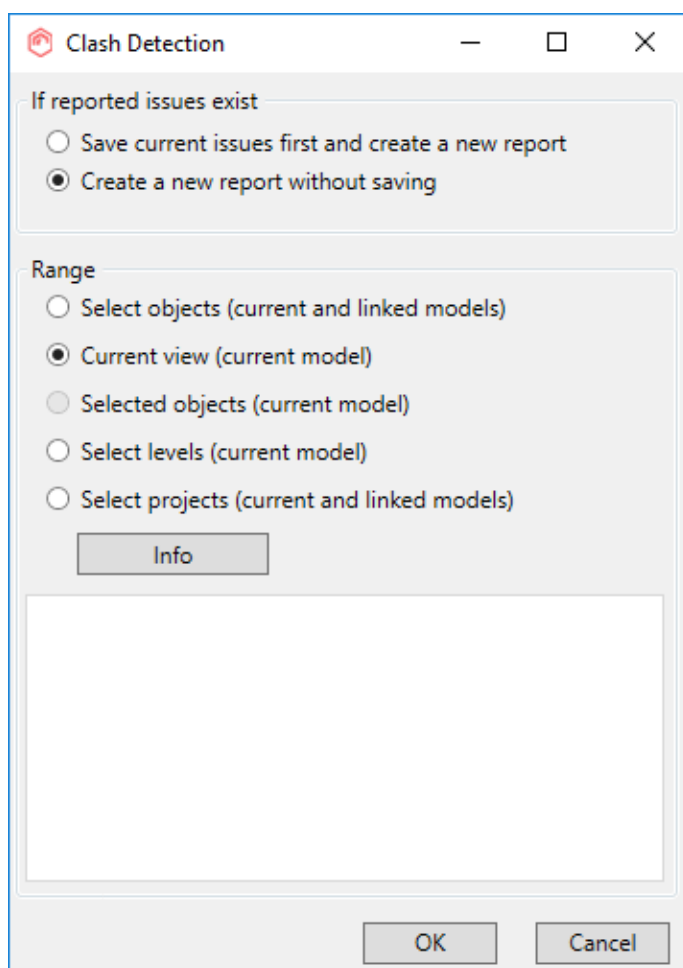 Clash Detection
If reported issues exist
Save current issues first and create a new report
Create a new report without saving
Range
Select objects (current and linked models)
Current view (current model)
Selected objects (current model)
Select levels (current model)
Select projects (current and linked models)
Info
OK
Cancel